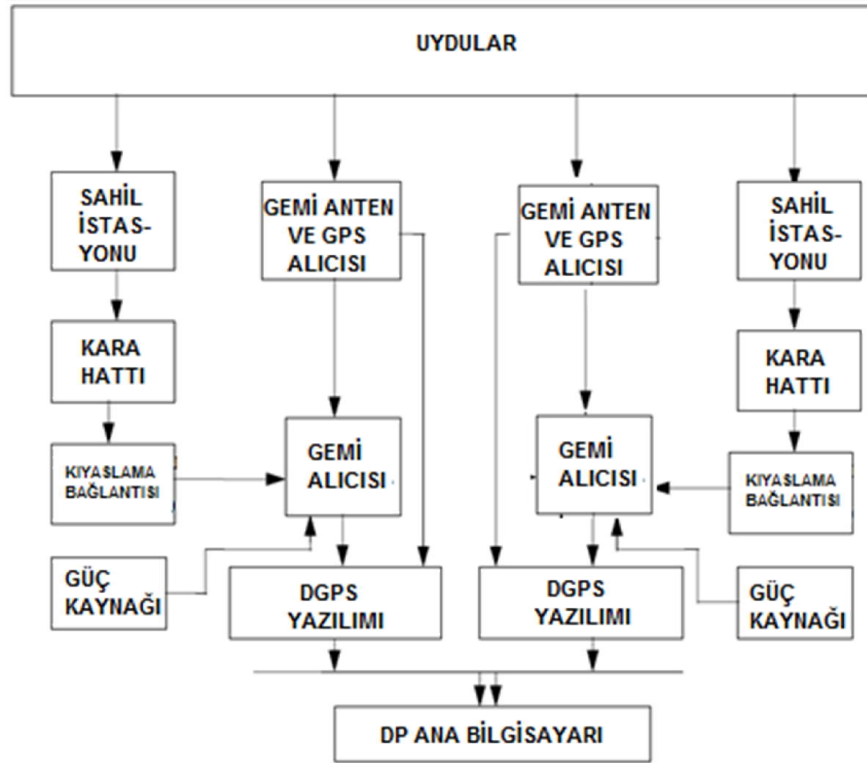 UYDULAR
SAHİL
İSTAS-
YONU
GEMİ ANTEN
VE GPS
ALICISI
GEMİ ANTEN
VE GPS
ALICISI
SAHİL
İSTAS-
YONU
KARA
HATTI
KARA
HATTI
GEMİ
ALICISI
GEMİ
ALICISI
KIYASLAMA
BAĞLANTISI
KIYASLAMA
BAĞLANTISI
GÜÇ
KAYNAĞI
DGPS
YAZILIMI
DGPS
YAZILIMI
GÜÇ
KAYNAĞI
DP ANA BİLGİSAYARI